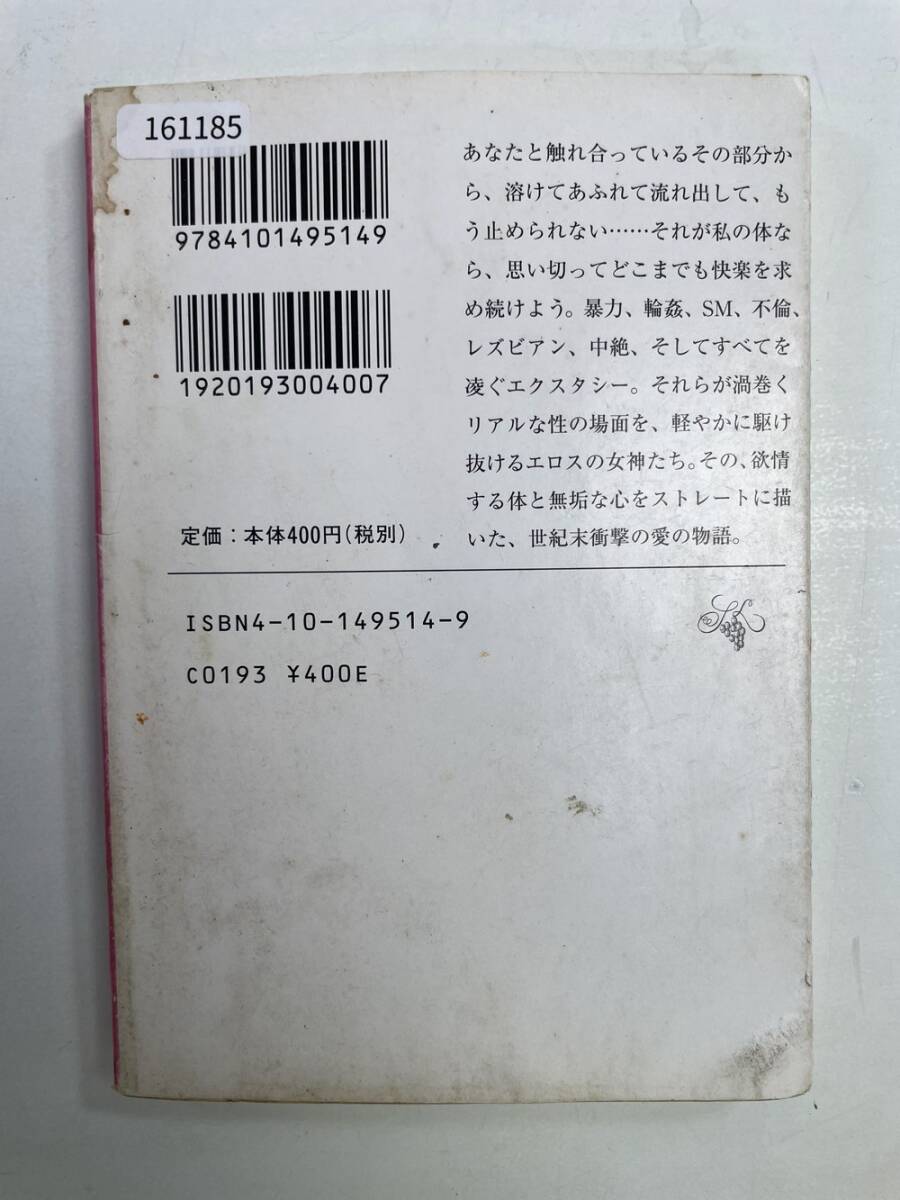 161185
9784101495149
1920193004007
定価：本体400円（税別）
あなたと触れ合っているその部分か
ら、溶けてあふれて流れ出して、も
う止められない……それが私の体な
ら、思い切ってどこまでも快楽を求
め続けよう。暴力、輪姦、SM、不倫、
レズビアン、中絶、そしてすべてを
凌ぐエクスタシー。それらが渦巻く
リアルな性の場面を、軽やかに駆け
抜けるエロスの女神たち。その、欲情
する体と無垢な心をストレートに描
いた、世紀末衝撃の愛の物語。
ISBN4-10-149514-9
C0193 ¥400E